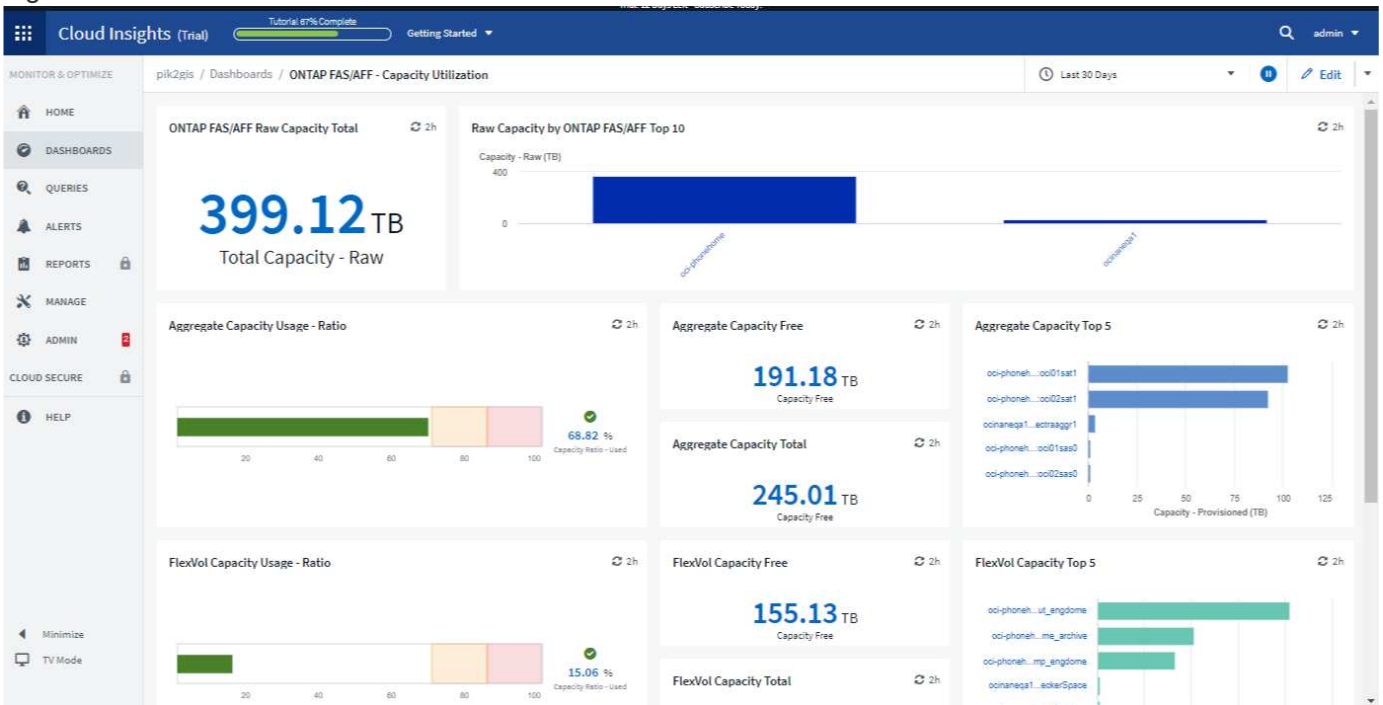 Cloud Insights (Trial)
Tutorial 87% Complete
Getting Started
admin
MONITOR & OPTIMIZE
HOME
DASHBOARDS
QUERIES
ALERTS
REPORTS
MANAGE
ADMIN
2
CLOUD SECURE
HELP
Minimize
TV Mode
pik2gis / Dashboards / ONTAP FAS/AFF - Capacity Utilization
Last 30 Days
Edit
ONTAP FAS/AFF Raw Capacity Total
2h
399.12 TB
Total Capacity - Raw
Raw Capacity by ONTAP FAS/AFF Top 10
2h
Capacity - Raw (TB)
400
0
oci-phonehome
ocinaneqa1
Aggregate Capacity Usage - Ratio
2h
68.82 %
Capacity Ratio - Used
20 40 60 80 100
Aggregate Capacity Free
2h
191.18 TB
Capacity Free
Aggregate Capacity Total
2h
245.01 TB
Capacity Free
Aggregate Capacity Top 5
2h
oci-phoneh...:oci01sat1
oci-phoneh...:oci02sat1
ocinaneqa1...ectraaggr1
oci-phoneh...:oci01sas0
oci-phoneh...:oci02sas0
0 25 50 75 100 125
Capacity - Provisioned (TB)
FlexVol Capacity Usage - Ratio
2h
15.06 %
Capacity Ratio - Used
20 40 60 80 100
FlexVol Capacity Free
2h
155.13 TB
Capacity Free
FlexVol Capacity Total
2h
FlexVol Capacity Top 5
2h
oci-phoneh...ut_engdome
oci-phoneh...me_archive
oci-phoneh...mp_engdome
ocinaneqa1...eckerSpace